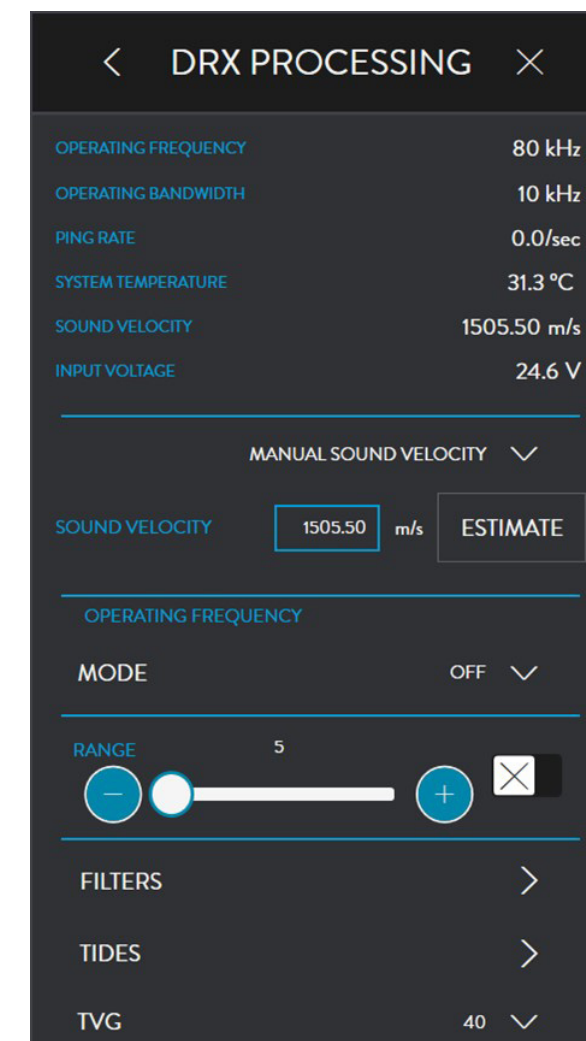 DRX PROCESSING
OPERATING FREQUENCY 80 kHz
OPERATING BANDWIDTH 10 kHz
PING RATE 0.0/sec
SYSTEM TEMPERATURE 31.3 °C
SOUND VELOCITY 1505.50 m/s
INPUT VOLTAGE 24.6 V
MANUAL SOUND VELOCITY
SOUND VELOCITY 1505.50 m/s ESTIMATE
OPERATING FREQUENCY
MODE OFF
RANGE 5
FILTERS
TIDES
TVG 40